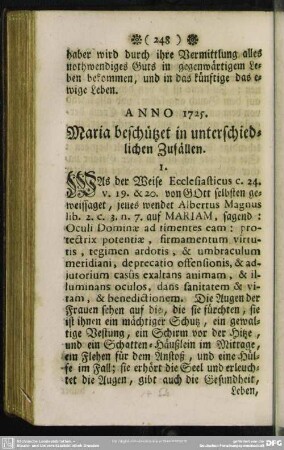 ( 248 )
haber wird durch ihre Vermittlung alles
nothwendiges Guts in gegenwärtigem Le-
ben bekommen, und in das künftige das e-
wige Leben.
ANNO 1725.
Maria beschützet in unterschied-
lichen Zufällen.
1.
WAs der Weise Ecclesiasticus c. 24.
v. 19. & 20. von GOtt selbsten ge-
weissaget, jenes wendet Albertus Magnus
lib. 2. c. 3. n. 7. auf MARIAM, sagend :
Oculi Dominæ ad timentes eam : pro-
tectrix potentiæ, firmamentum virtu-
tis, tegimen ardoris, & umbraculum
meridiani, deprecatio offensionis, & ad-
jutorium casûs exaltans animam, & il-
luminans oculos, dans sanitatem & vi-
tam, & benedictionem. Die Augen der
Frauen sehen auf die, die sie fürchten, sie
ist ihnen ein mächtiger Schutz, ein gewal-
tige Vestung, ein Schirm vor der Hitze,
und ein Schatten-Häußlein im Mittage,
ein Flehen für dem Anstoß, und eine Hül-
fe im Fall; sie erhört die Seel und erleuch-
tet die Augen, gibt auch die Gesundheit,
Leben,